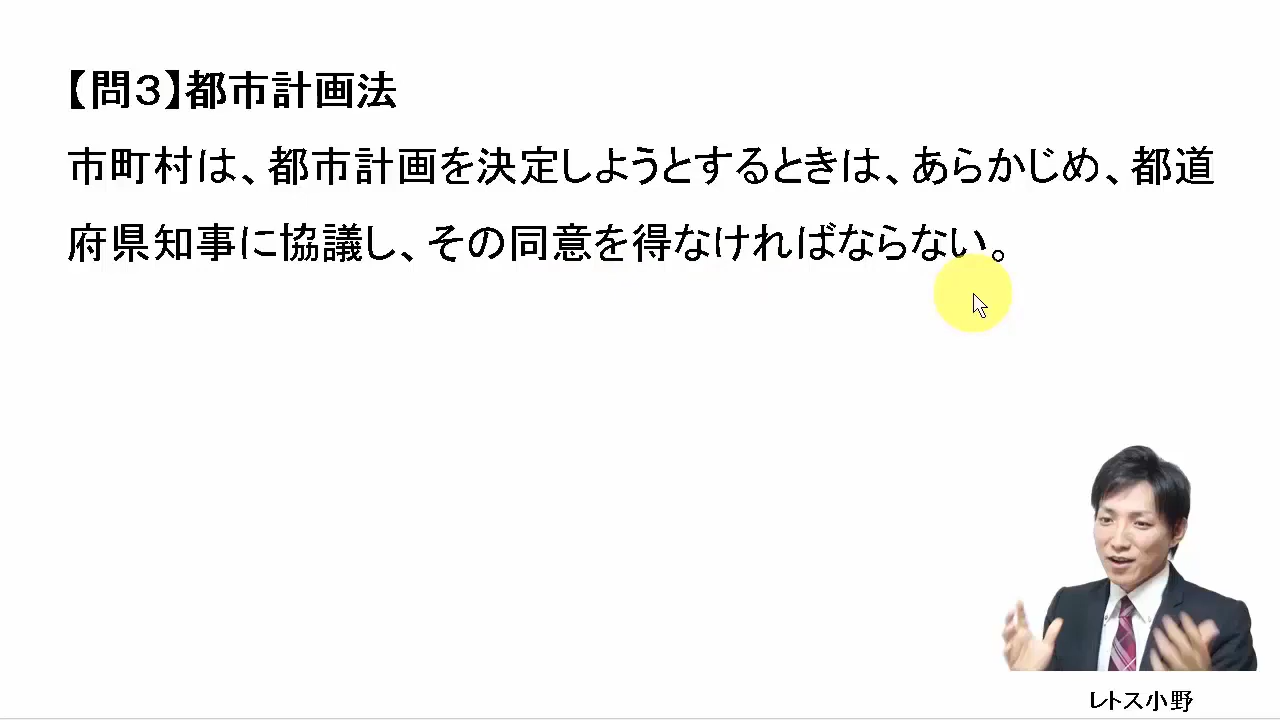 【問３】都市計画法
市町村は、都市計画を決定しようとするときは、あらかじめ、都道
府県知事に協議し、その同意を得なければならない。
レトス小野